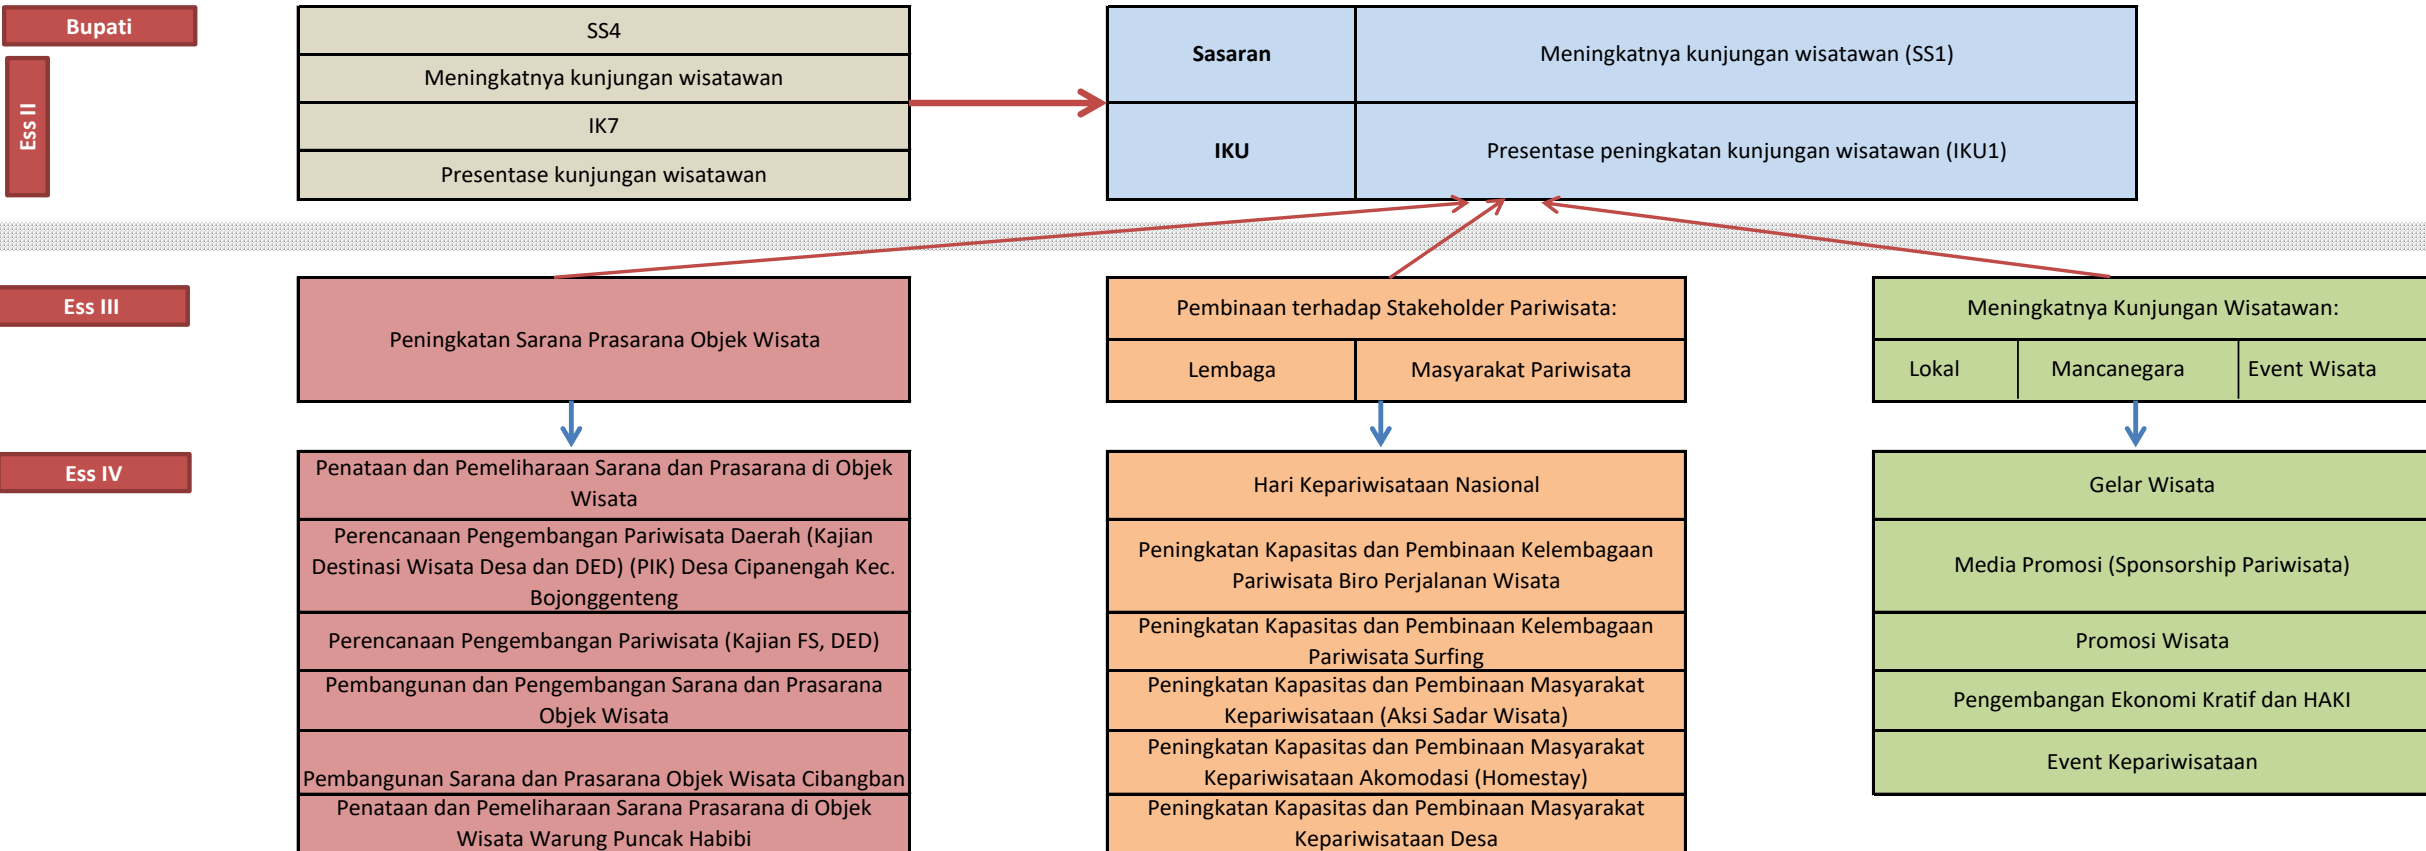 Bupati
Ess II
SS4
Meningkatnya kunjungan wisatawan
IK7
Presentase kunjungan wisatawan
Sasaran
Meningkatnya kunjungan wisatawan (SS1)
IKU
Presentase peningkatan kunjungan wisatawan (IKU1)
Ess III
Peningkatan Sarana Prasarana Objek Wisata
Pembinaan terhadap Stakeholder Pariwisata:
Lembaga
Masyarakat Pariwisata
Meningkatnya Kunjungan Wisatawan:
Lokal
Mancanegara
Event Wisata
Ess IV
Penataan dan Pemeliharaan Sarana dan Prasarana di Objek
Wisata
Perencanaan Pengembangan Pariwisata Daerah (Kajian
Destinasi Wisata Desa dan DED) (PIK) Desa Cipanengah Kec.
Bojonggenteng
Perencanaan Pengembangan Pariwisata (Kajian FS, DED)
Pembangunan dan Pengembangan Sarana dan Prasarana
Objek Wisata
Pembangunan Sarana dan Prasarana Objek Wisata Cibangban
Penataan dan Pemeliharaan Sarana Prasarana di Objek
Wisata Warung Puncak Habibi
Hari Kepariwisataan Nasional
Peningkatan Kapasitas dan Pembinaan Kelembagaan
Pariwisata Biro Perjalanan Wisata
Peningkatan Kapasitas dan Pembinaan Kelembagaan
Pariwisata Surfing
Peningkatan Kapasitas dan Pembinaan Masyarakat
Kepariwisataan (Aksi Sadar Wisata)
Peningkatan Kapasitas dan Pembinaan Masyarakat
Kepariwisataan Akomodasi (Homestay)
Peningkatan Kapasitas dan Pembinaan Masyarakat
Kepariwisataan Desa
Gelar Wisata
Media Promosi (Sponsorship Pariwisata)
Promosi Wisata
Pengembangan Ekonomi Kratif dan HAKI
Event Kepariwisataan